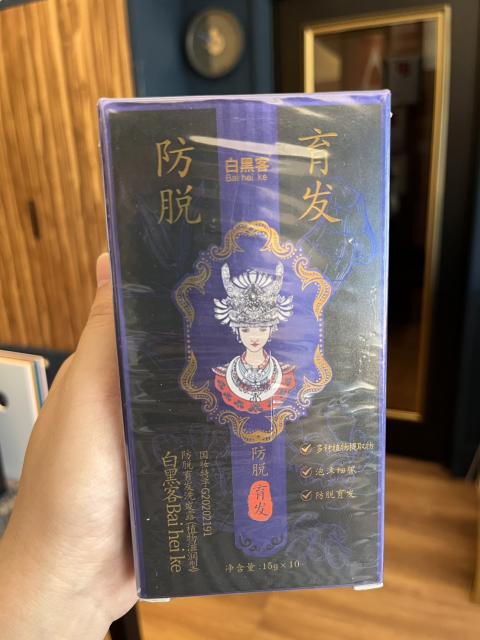 防脱
白黑客
Bai hei ke
育发
防脱
育发
多种植物提取物
泡沫细腻
防脱育发
国妆特字G20202191
防脱育发洗发露(植物滋润型)
白黑客Bai hei ke
净含量:15g×10